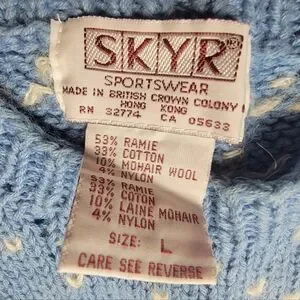 SKYR®
SPORTSWEAR
MADE IN BRITISH CROWN COLONY
HONG KONG
RN 32774 CA 05633
53% RAMIE
33% COTTON
10% MOHAIR WOOL
4% NYLON
53% RAMIE
33% COTON
10% LAINE MOHAIR
4% NYLON
SIZE: L
CARE SEE REVERSE